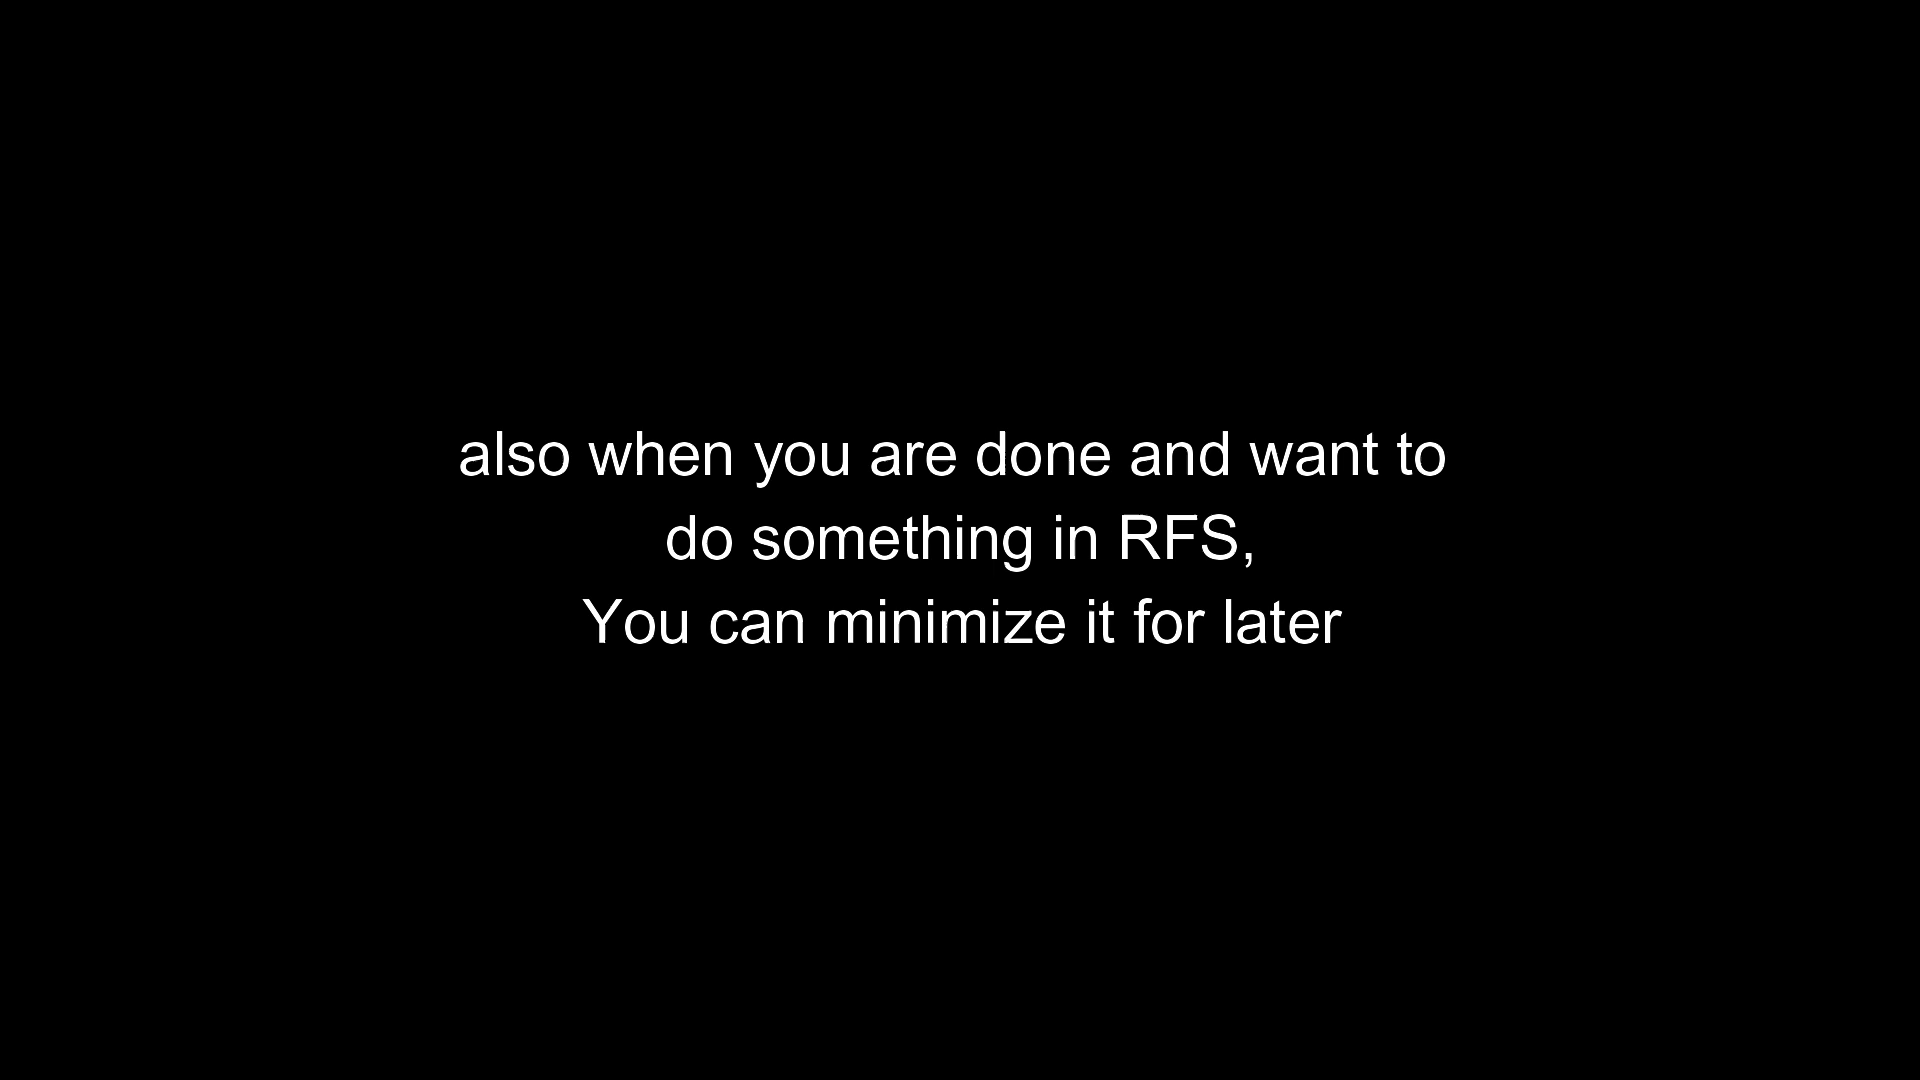 also when you are done and want to
do something in RFS,
You can minimize it for later